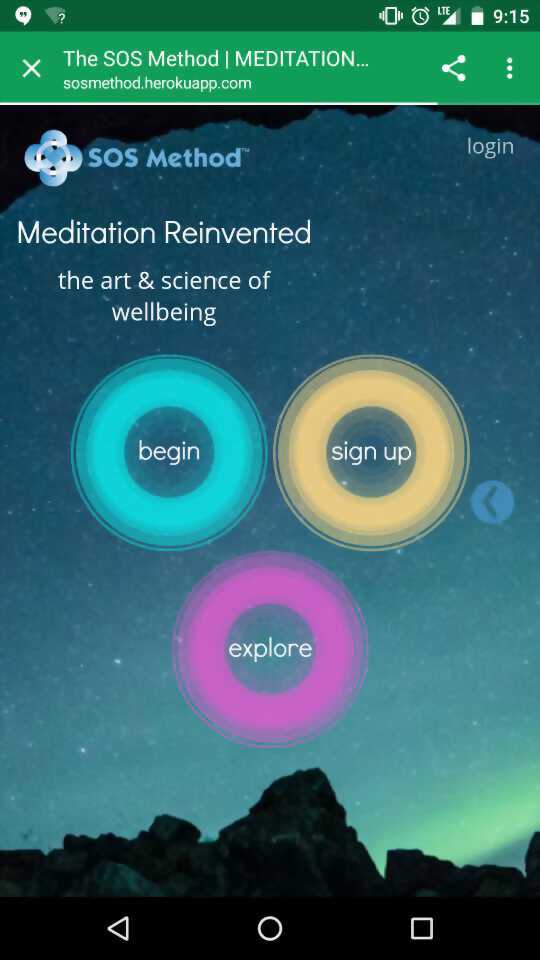 LTE
9:15
The SOS Method | MEDITATION...
sosmethod.herokuapp.com
SOS Method™
login
Meditation Reinvented
the art & science of
wellbeing
begin
sign up
explore